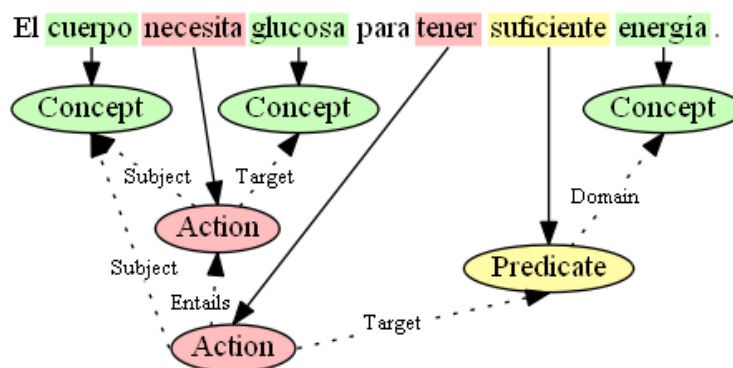 El cuerpo necesita glucosa para tener suficiente energía .
Concept Concept Concept
Subject Target
Domain
Action
Subject Predicate
Entails
Target
Action